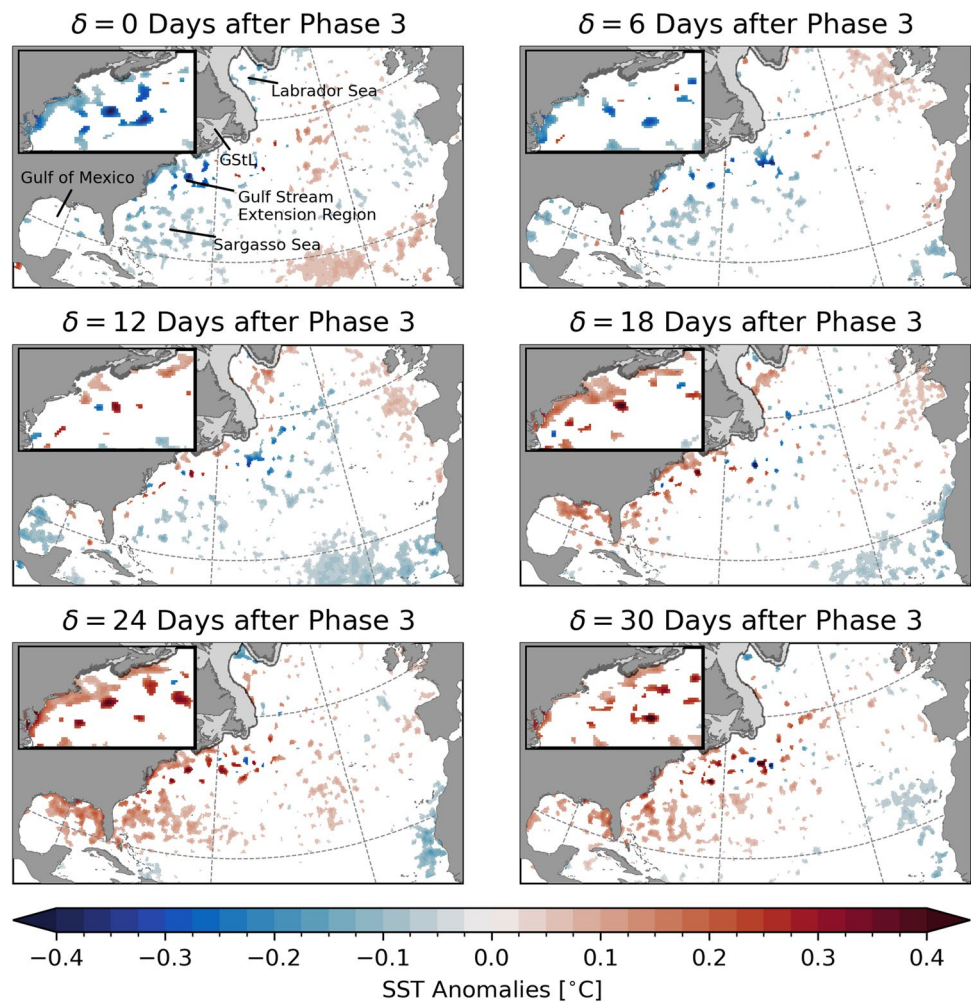 δ = 0 Days after Phase 3
δ = 6 Days after Phase 3
Labrador Sea
GStL
Gulf of Mexico
Gulf Stream
Extension Region
Sargasso Sea
δ = 12 Days after Phase 3
δ = 18 Days after Phase 3
δ = 24 Days after Phase 3
δ = 30 Days after Phase 3
−0.4 −0.3 −0.2 −0.1 0.0 0.1 0.2 0.3 0.4
SST Anomalies [°C]